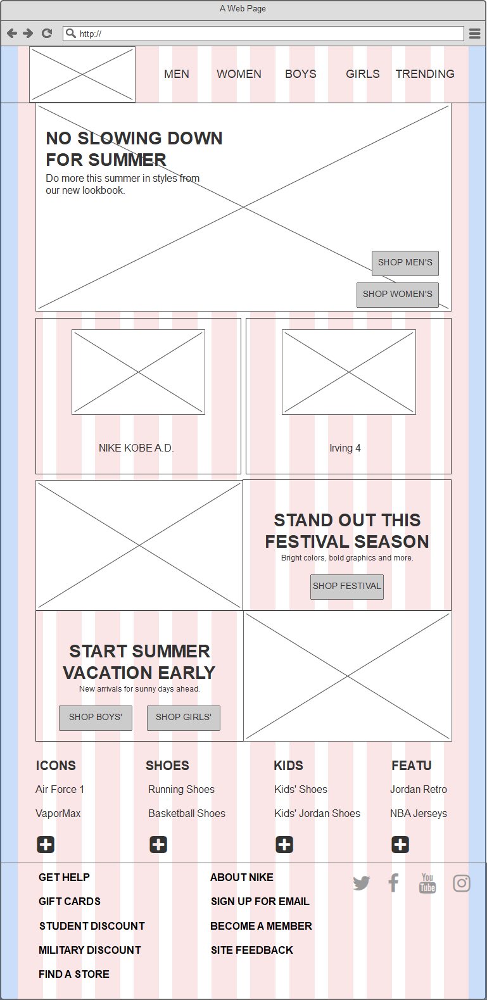 A Web Page
http://
MEN WOMEN BOYS GIRLS TRENDING
NO SLOWING DOWN
FOR SUMMER
Do more this summer in styles from
our new lookbook.
SHOP MEN'S
SHOP WOMEN'S
NIKE KOBE A.D.
Irving 4
STAND OUT THIS
FESTIVAL SEASON
Bright colors, bold graphics and more.
SHOP FESTIVAL
START SUMMER
VACATION EARLY
New arrivals for sunny days ahead.
SHOP BOYS' SHOP GIRLS'
ICONS SHOES KIDS FEATU
Air Force 1 Running Shoes Kids' Shoes Jordan Retro
VaporMax Basketball Shoes Kids' Jordan Shoes NBA Jerseys
GET HELP ABOUT NIKE You
Tube
GIFT CARDS SIGN UP FOR EMAIL
STUDENT DISCOUNT BECOME A MEMBER
MILITARY DISCOUNT SITE FEEDBACK
FIND A STORE